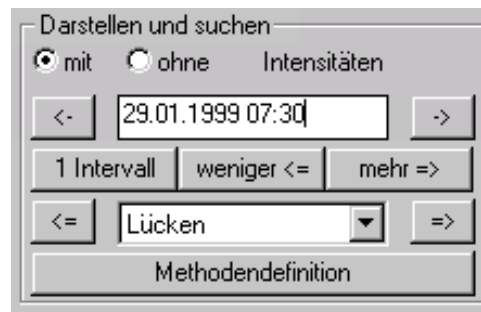 Darstellen und suchen
mit ohne Intensitäten
<- 29.01.1999 07:30 ->
1 Intervall weniger <= mehr =>
<= Lücken =>
Methodendefinition